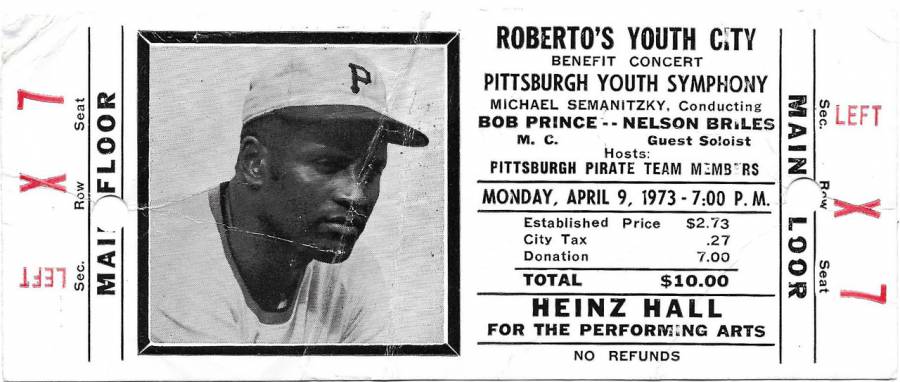 7 Seat
X Row
LEFT Sec.
MAIN FLOOR
P
ROBERTO'S YOUTH CITY
BENEFIT CONCERT
PITTSBURGH YOUTH SYMPHONY
MICHAEL SEMANITZKY, Conducting
BOB PRINCE -- NELSON BRILES
M. C. Guest Soloist
Hosts:
PITTSBURGH PIRATE TEAM MEMBERS
MONDAY, APRIL 9, 1973 - 7:00 P. M.
Established Price $2.73
City Tax .27
Donation 7.00
TOTAL $10.00
HEINZ HALL
FOR THE PERFORMING ARTS
NO REFUNDS
MAIN LOOR
Sec. LEFT
Row X
Seat 7